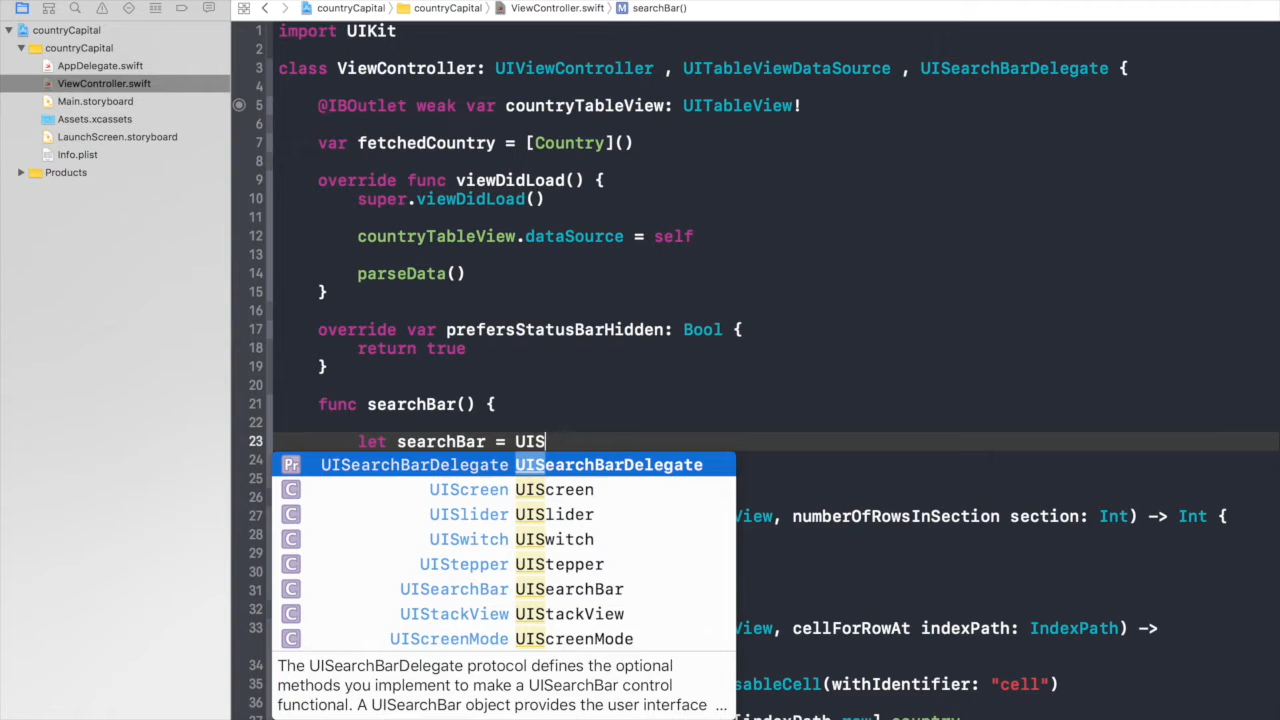 countryCapital countryCapital ViewController.swift M searchBar()
countryCapital
countryCapital
AppDelegate.swift
ViewController.swift
Main.storyboard
Assets.xcassets
LaunchScreen.storyboard
Info.plist
Products
1 import UIKit
2
3 class ViewController: UIViewController , UITableViewDataSource , UISearchBarDelegate {
4
5 @IBOutlet weak var countryTableView: UITableView!
6
7 var fetchedCountry = [Country]()
8
9 override func viewDidLoad() {
10 super.viewDidLoad()
11
12 countryTableView.dataSource = self
13
14 parseData()
15 }
16
17 override var prefersStatusBarHidden: Bool {
18 return true
19 }
20
21 func searchBar() {
22
23 let searchBar = UIS
24
25
26
27 View, numberOfRowsInSection section: Int) -> Int {
28
29
30
31
32
33 View, cellForRowAt indexPath: IndexPath) ->
34
35 sableCell(withIdentifier: "cell")
36
37
Pr UISearchBarDelegate UISearchBarDelegate
C UIScreen UIScreen
C UISlider UISlider
C UISwitch UISwitch
C UIStepper UIStepper
C UISearchBar UISearchBar
C UIStackView UIStackView
C UIScreenMode UIScreenMode
The UISearchBarDelegate protocol defines the optional
methods you implement to make a UISearchBar control
functional. A UISearchBar object provides the user interface ...